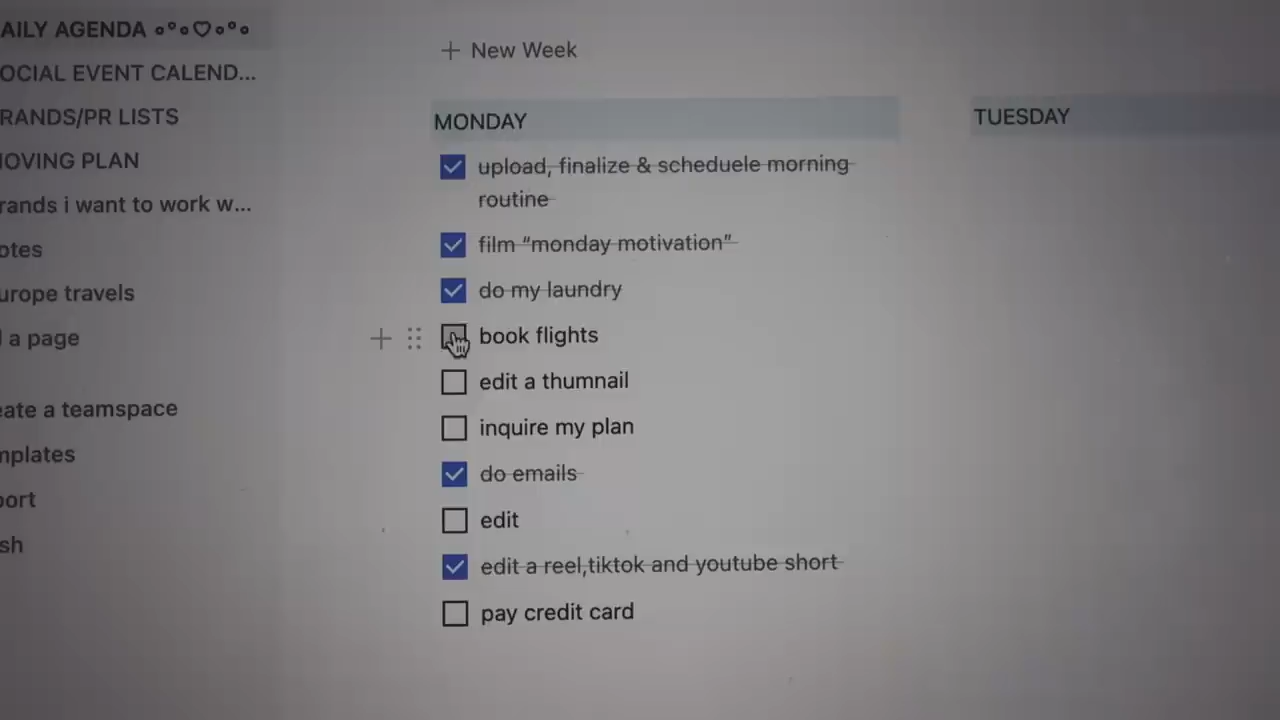 AILY AGENDA ∘°∘♡∘°∘
OCIAL EVENT CALEND...
RANDS/PR LISTS
MOVING PLAN
rands i want to work w...
otes
urope travels
a page
eate a teamspace
mplates
port
sh
+ New Week
MONDAY
upload, finalize & scheduele morning
routine
film “monday motivation”
do my laundry
book flights
edit a thumnail
inquire my plan
do emails
edit
edit a reel,tiktok and youtube short
pay credit card
TUESDAY